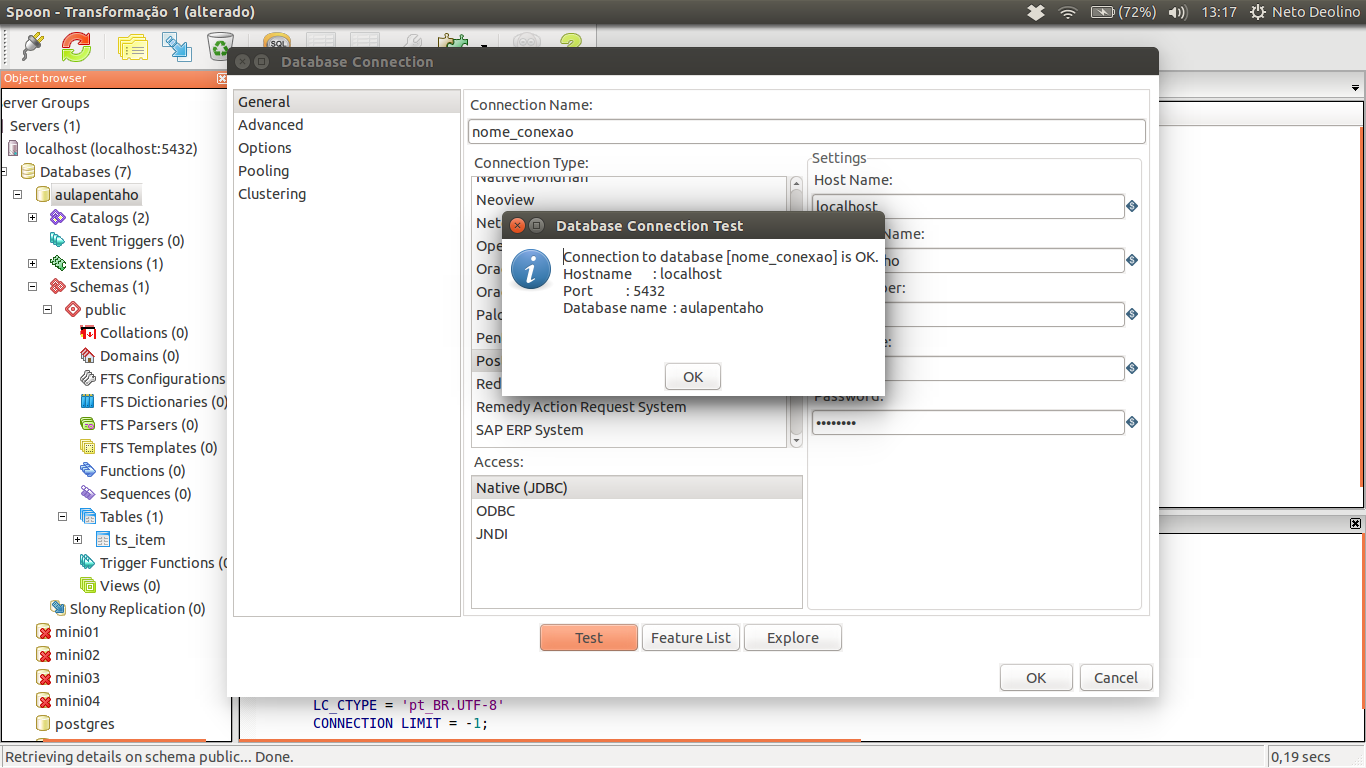 Spoon - Transformação 1 (alterado)
(72%)
13:17
Neto Deolino
SQL
Object browser
erver Groups
Servers (1)
localhost (localhost:5432)
Databases (7)
aulapentaho
Catalogs (2)
Event Triggers (0)
Extensions (1)
Schemas (1)
public
Collations (0)
Domains (0)
FTS Configurations
FTS Dictionaries (0)
FTS Parsers (0)
FTS Templates (0)
Functions (0)
Sequences (0)
Tables (1)
ts_item
Trigger Functions (
Views (0)
Slony Replication (0)
mini01
mini02
mini03
mini04
postgres
Database Connection
General
Advanced
Options
Pooling
Clustering
Connection Name:
nome_conexao
Connection Type:
Native Mondrian
Neoview
Net
Ope
Ora
Ora
Palo
Pen
Pos
Red
Remedy Action Request System
SAP ERP System
Access:
Native (JDBC)
ODBC
JNDI
Settings
Host Name:
localhost
Name:
ho
ber:
e:
Password:
••••••••
Database Connection Test
Connection to database [nome_conexao] is OK.
Hostname : localhost
Port : 5432
Database name : aulapentaho
OK
Test
Feature List
Explore
OK
Cancel
LC_CTYPE = 'pt_BR.UTF-8'
CONNECTION LIMIT = -1;
Retrieving details on schema public... Done.
0,19 secs